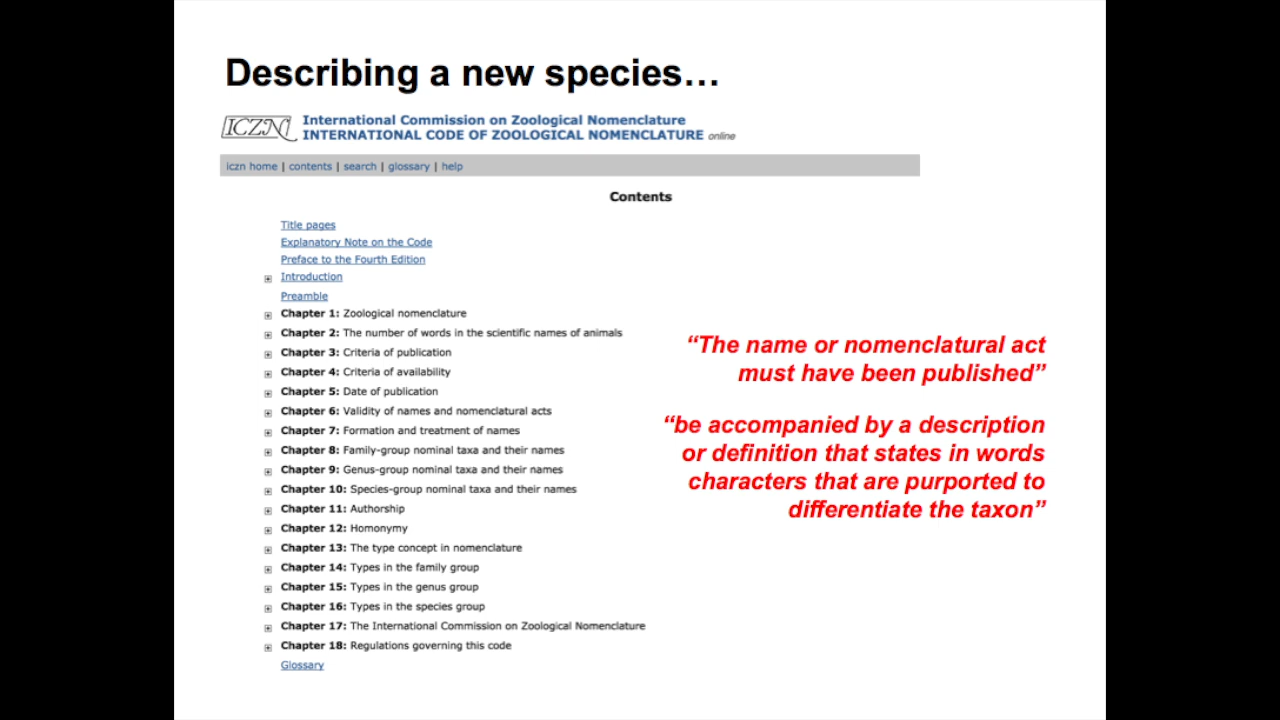 Describing a new species…
ICZN
International Commission on Zoological Nomenclature
INTERNATIONAL CODE OF ZOOLOGICAL NOMENCLATURE online
iczn home | contents | search | glossary | help
Contents
Title pages
Explanatory Note on the Code
Preface to the Fourth Edition
Introduction
Preamble
Chapter 1: Zoological nomenclature
Chapter 2: The number of words in the scientific names of animals
Chapter 3: Criteria of publication
Chapter 4: Criteria of availability
Chapter 5: Date of publication
Chapter 6: Validity of names and nomenclatural acts
Chapter 7: Formation and treatment of names
Chapter 8: Family-group nominal taxa and their names
Chapter 9: Genus-group nominal taxa and their names
Chapter 10: Species-group nominal taxa and their names
Chapter 11: Authorship
Chapter 12: Homonymy
Chapter 13: The type concept in nomenclature
Chapter 14: Types in the family group
Chapter 15: Types in the genus group
Chapter 16: Types in the species group
Chapter 17: The International Commission on Zoological Nomenclature
Chapter 18: Regulations governing this code
Glossary
“The name or nomenclatural act
must have been published”
“be accompanied by a description
or definition that states in words
characters that are purported to
differentiate the taxon”